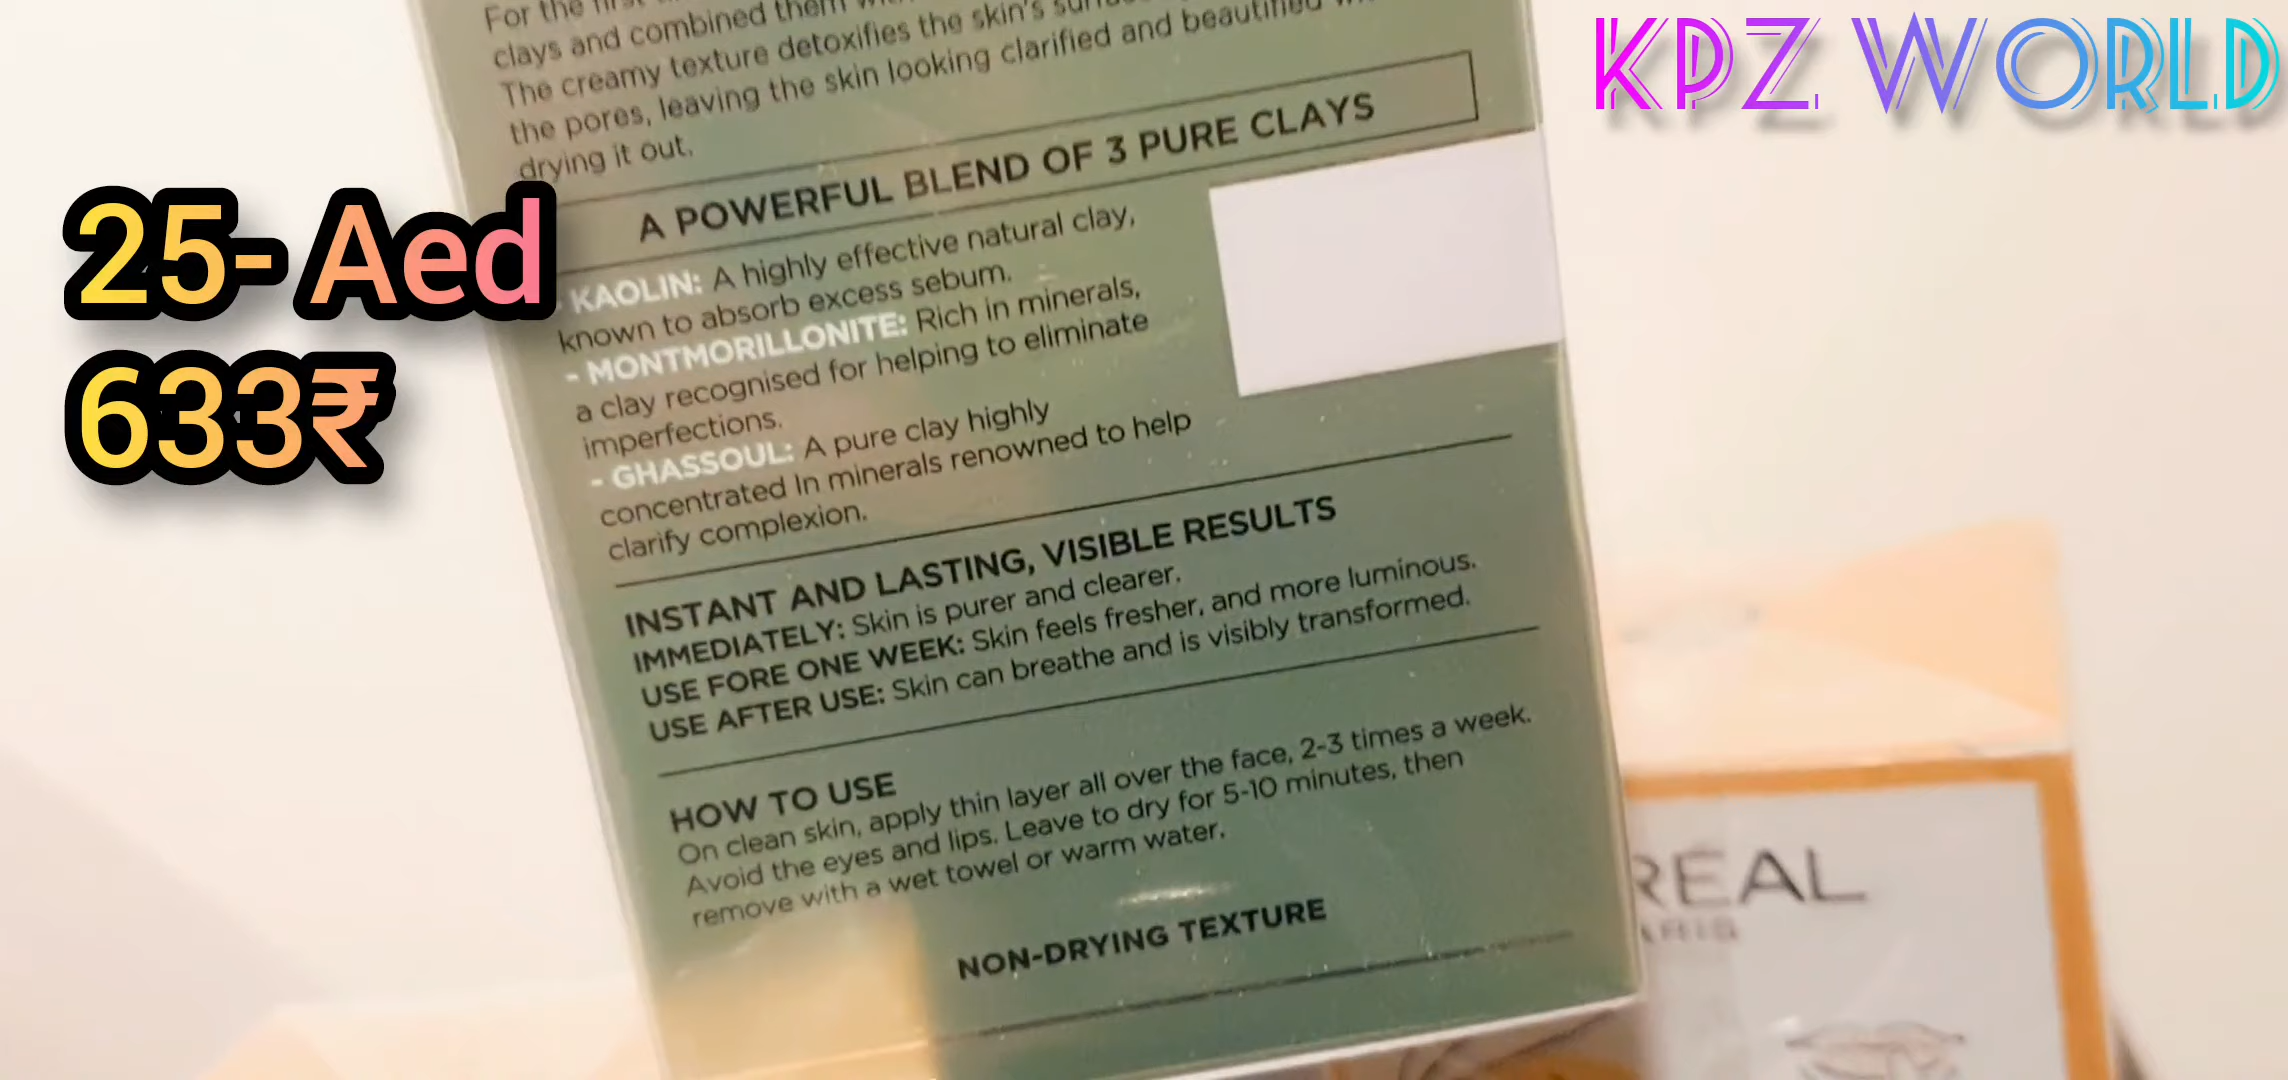 KPZ WORLD
25- Aed
633₹
For the first
clays and combined them
The creamy texture detoxifies the skin's
the pores, leaving the skin looking clarified and beautified
drying it out.
A POWERFUL BLEND OF 3 PURE CLAYS
KAOLIN: A highly effective natural clay,
known to absorb excess sebum.
- MONTMORILLONITE: Rich in minerals,
a clay recognised for helping to eliminate
imperfections.
- GHASSOUL: A pure clay highly
concentrated In minerals renowned to help
clarify complexion.
INSTANT AND LASTING, VISIBLE RESULTS
IMMEDIATELY: Skin is purer and clearer.
USE FORE ONE WEEK: Skin feels fresher, and more luminous.
USE AFTER USE: Skin can breathe and is visibly transformed.
HOW TO USE
On clean skin, apply thin layer all over the face, 2-3 times a week.
Avoid the eyes and lips. Leave to dry for 5-10 minutes, then
remove with a wet towel or warm water.
NON-DRYING TEXTURE
REAL
ARIS